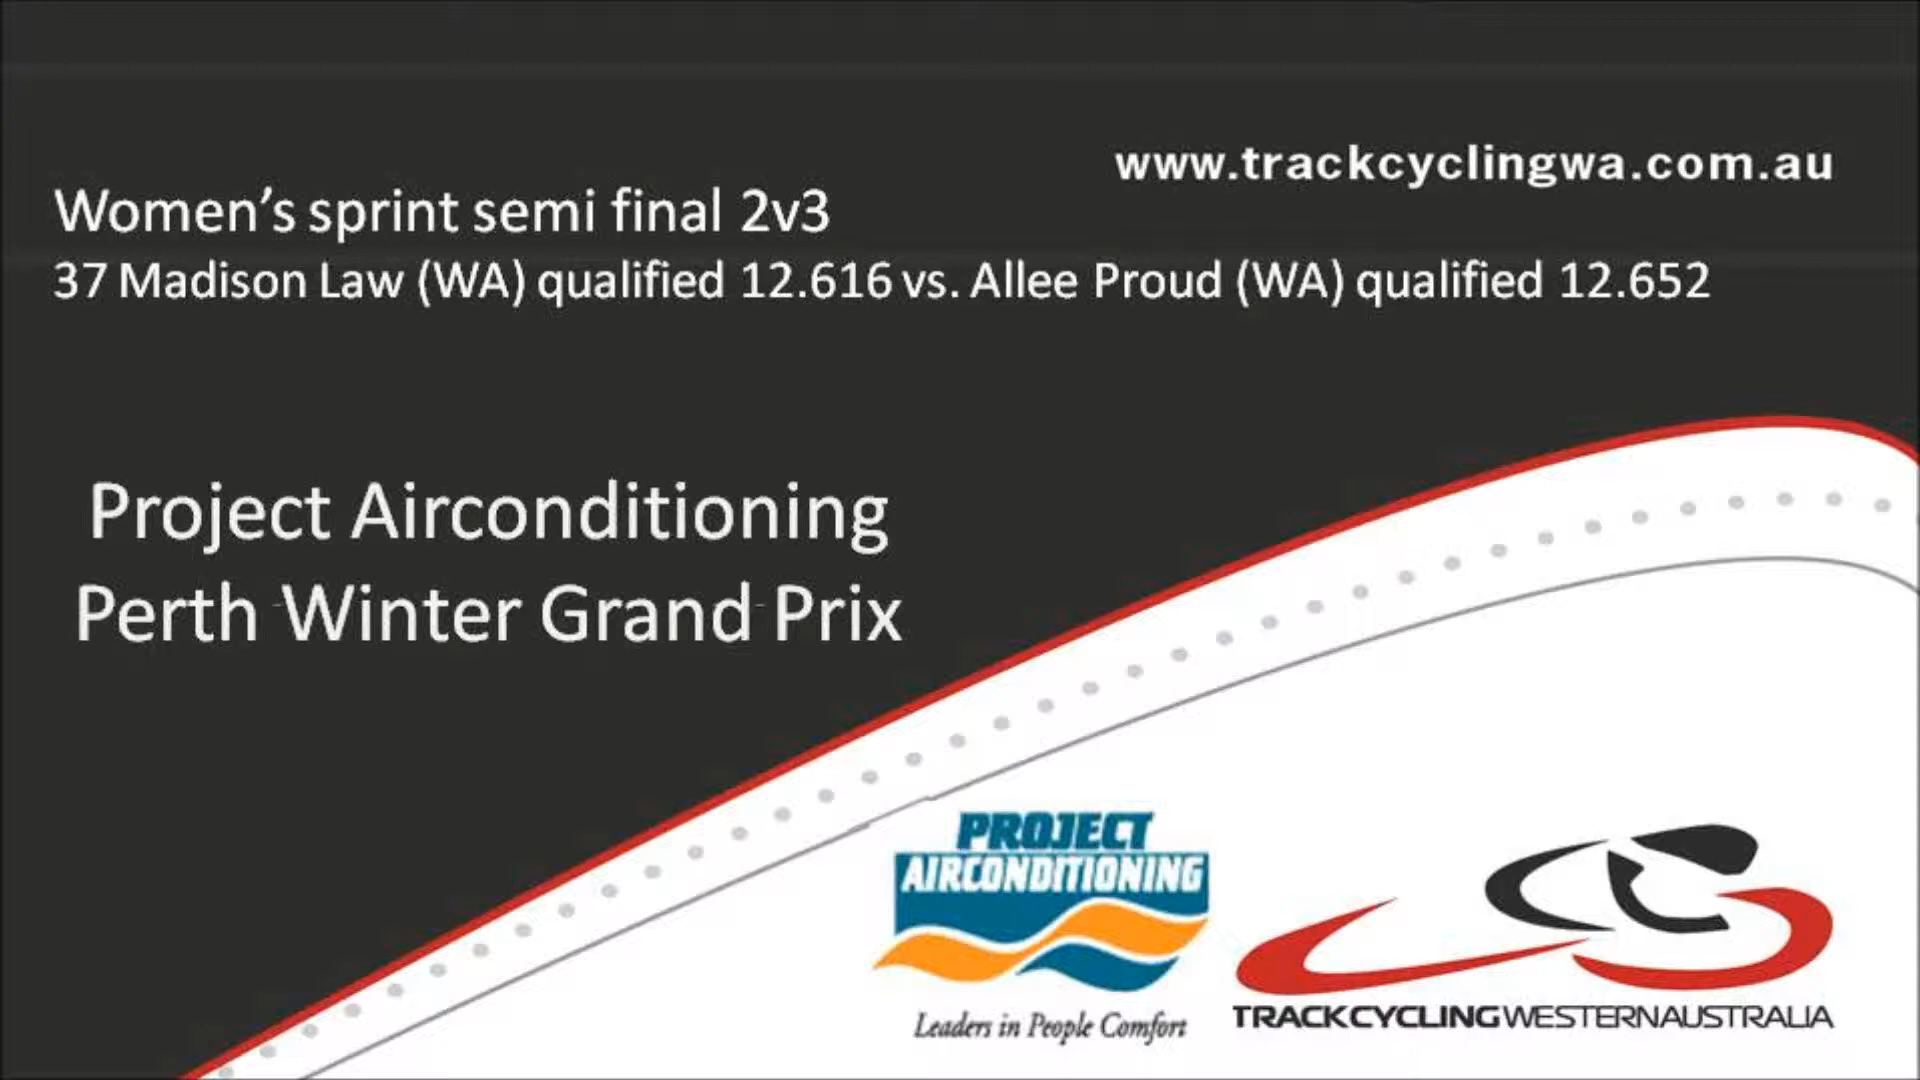 www.trackcyclingwa.com.au
Women’s sprint semi final 2v3
37 Madison Law (WA) qualified 12.616 vs. Allee Proud (WA) qualified 12.652
Project Airconditioning
Perth Winter Grand Prix
PROJECT
AIRCONDITIONING
Leaders in People Comfort
TRACKCYCLINGWESTERNAUSTRALIA